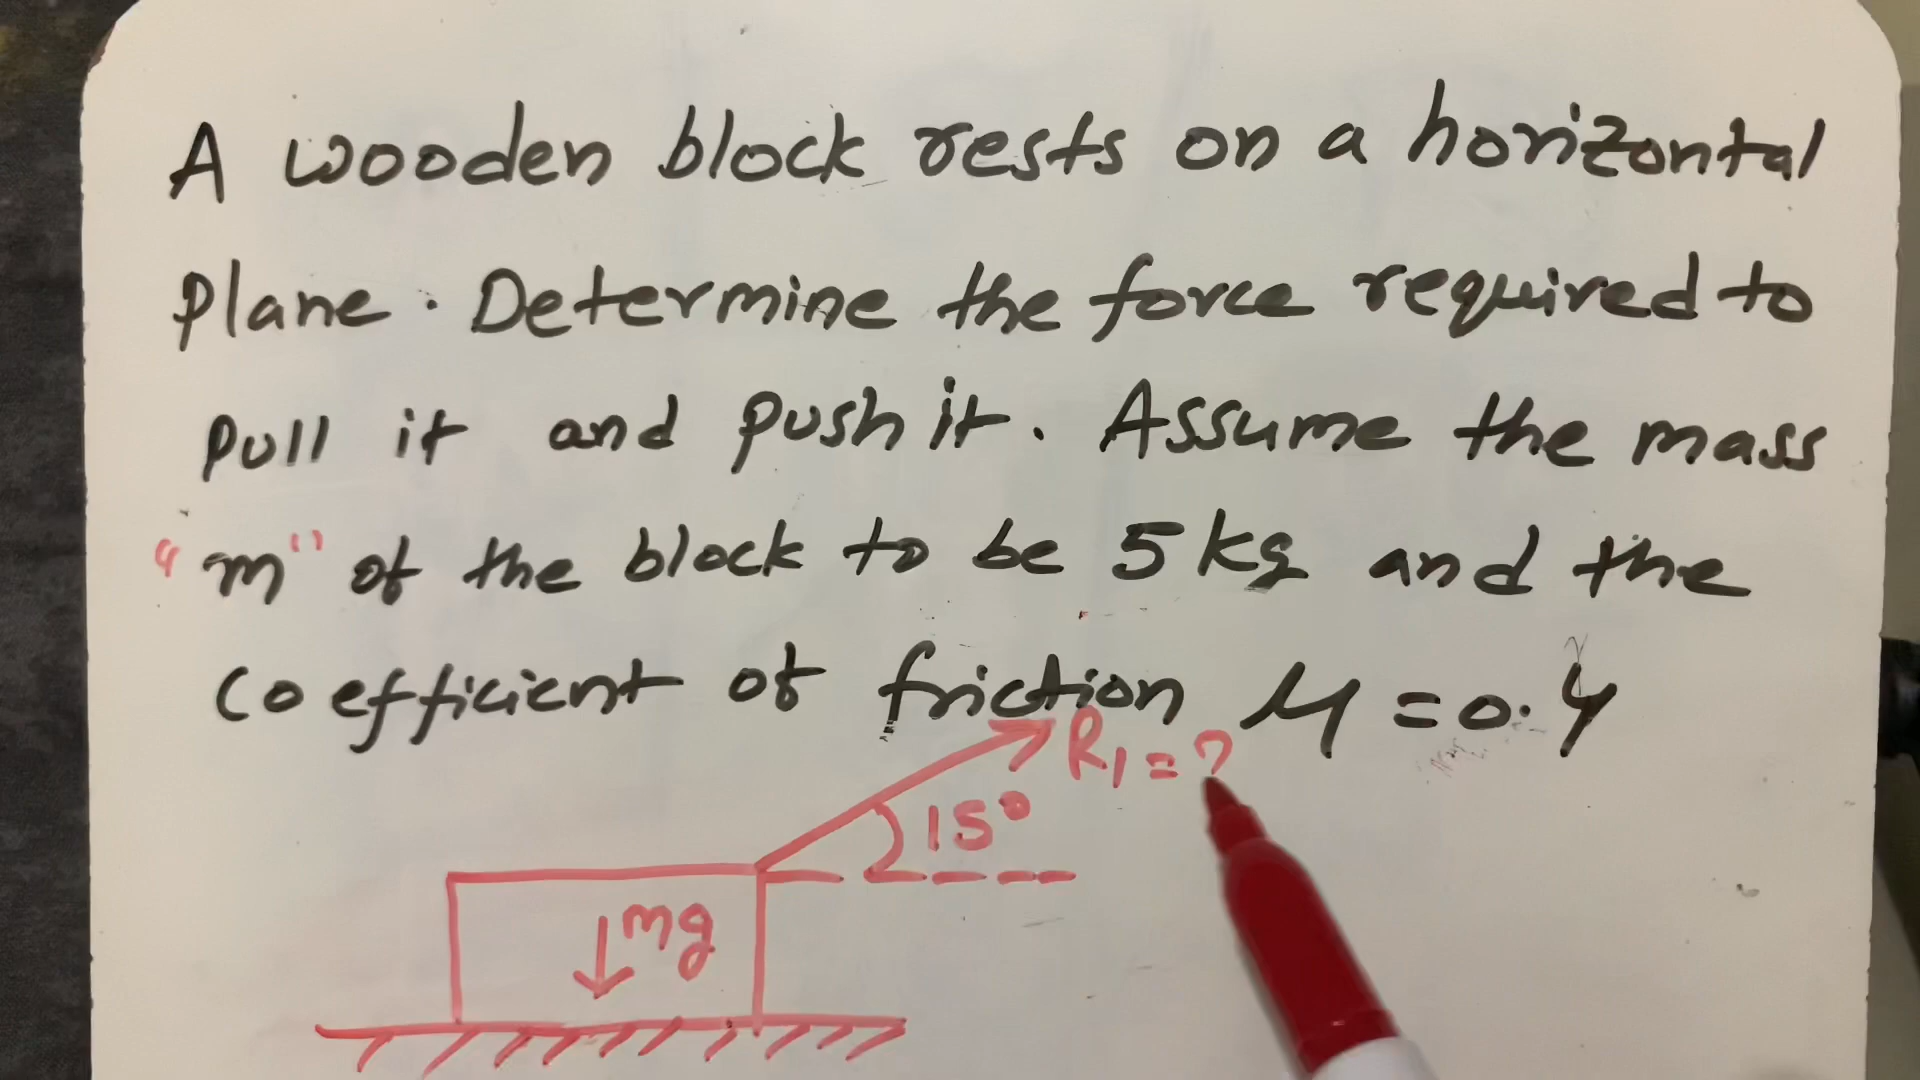 A wooden block rests on a horizontal
plane. Determine the force required to
pull it and push it. Assume the mass
"m" of the block to be 5 kg and the
coefficient of friction μ = 0.4
R1 = ?
15°
mg